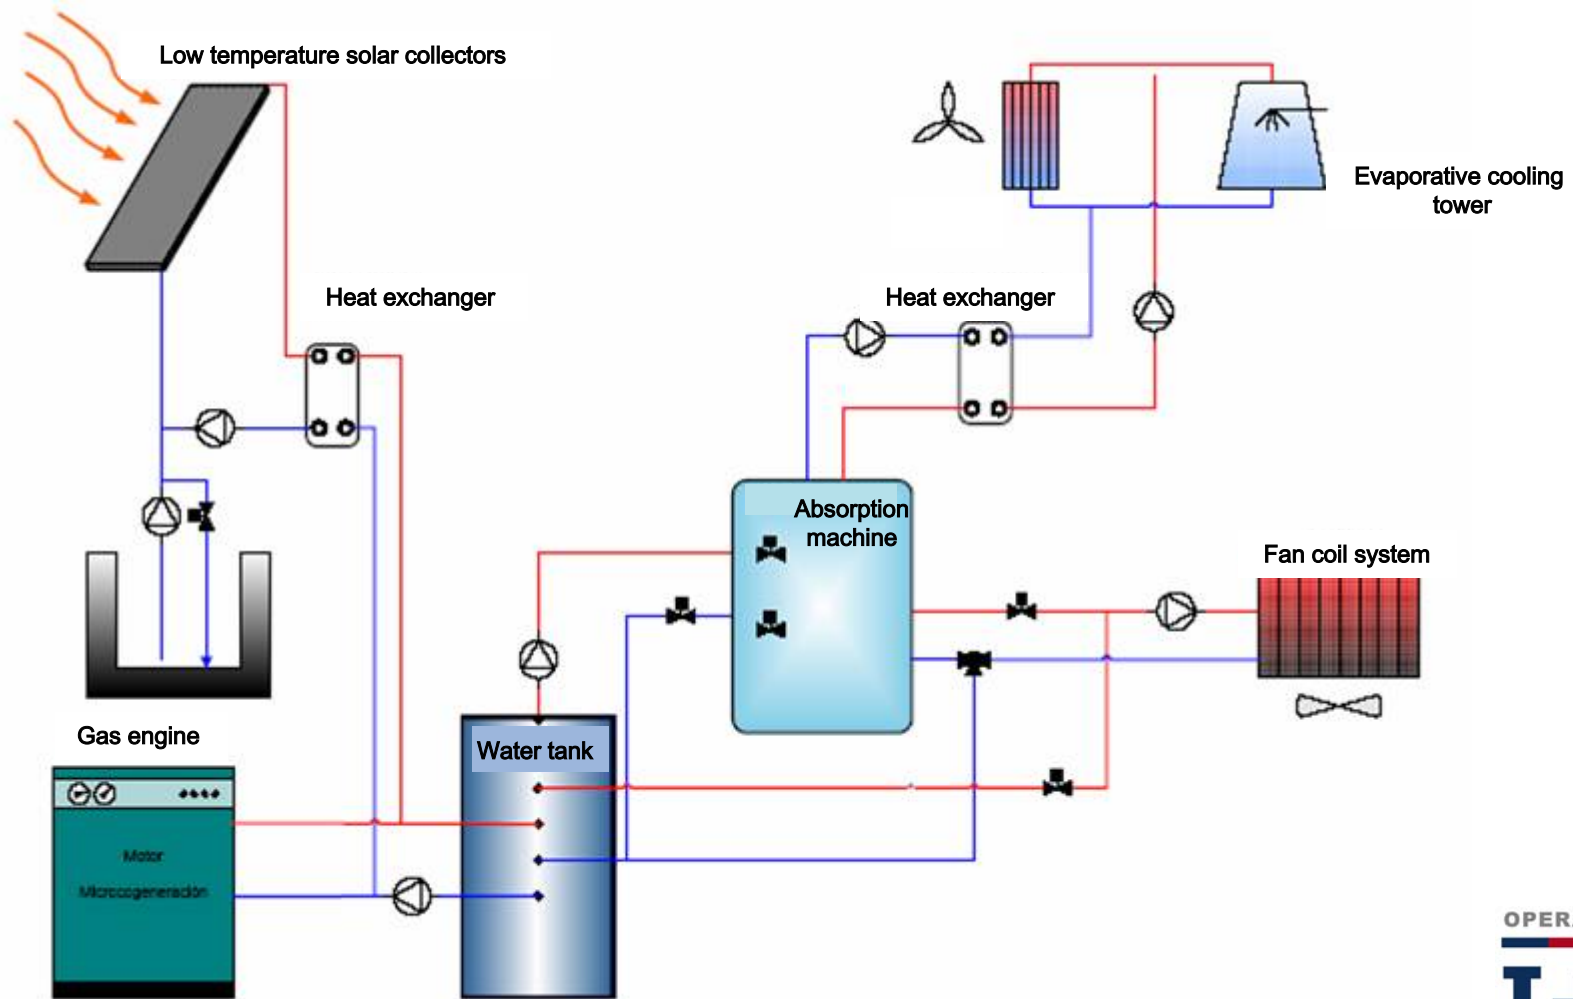 Low temperature solar collectors
Evaporative cooling
tower
Heat exchanger
Heat exchanger
Absorption
machine
Fan coil system
Gas engine
Water tank
Motor
Microcogeneración